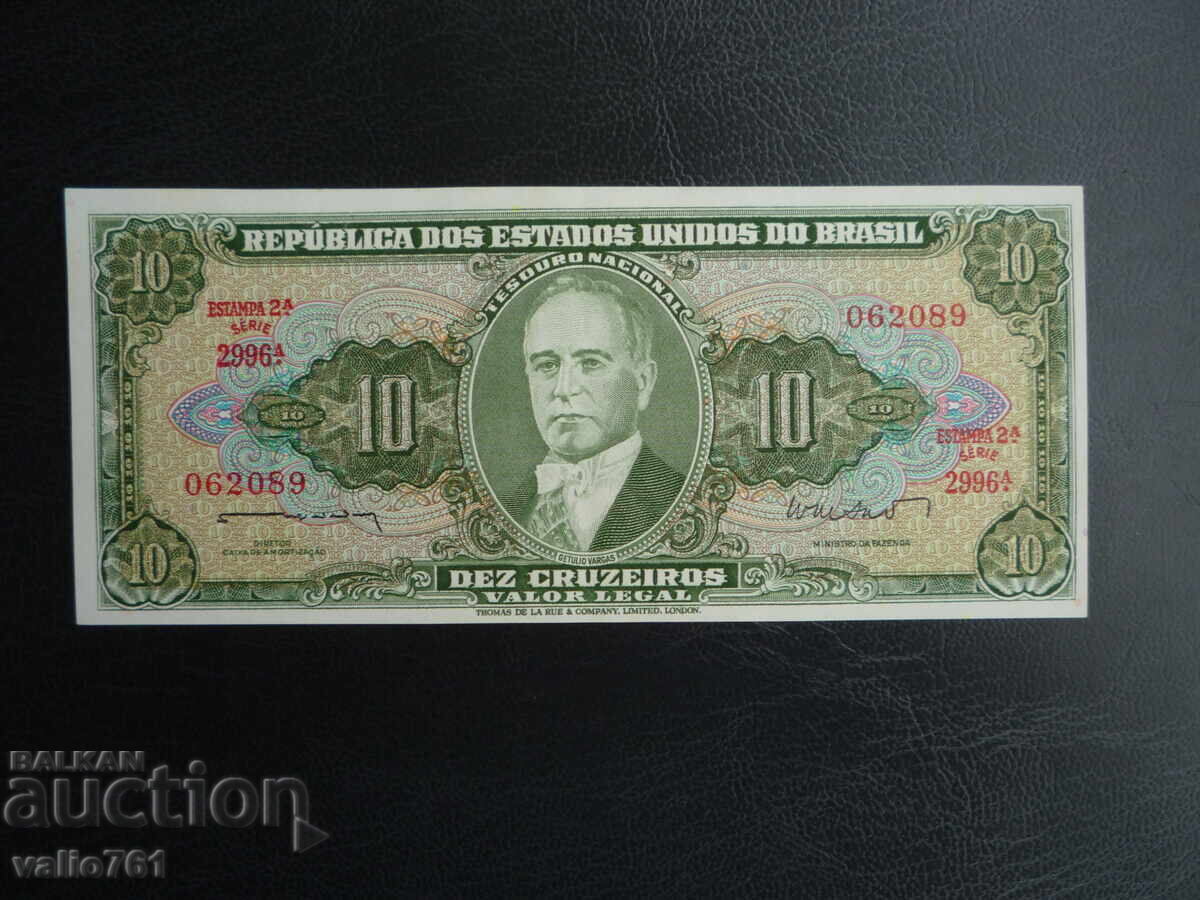 REPÚBLICA DOS ESTADOS UNIDOS DO BRASIL
TESOURO NACIONAL
10
10
ESTAMPA 2ª
SÉRIE
2996ª
062089
10
10
10
10
062089
ESTAMPA 2ª
SÉRIE
2996ª
DIRETOR
CAIXA DE AMORTIZAÇÃO
MINISTRO DA FAZENDA
GETULIO VARGAS
10
10
DEZ CRUZEIROS
VALOR LEGAL
THOMAS DE LA RUE & COMPANY, LIMITED, LONDON.
BALKAN
auction
valio761